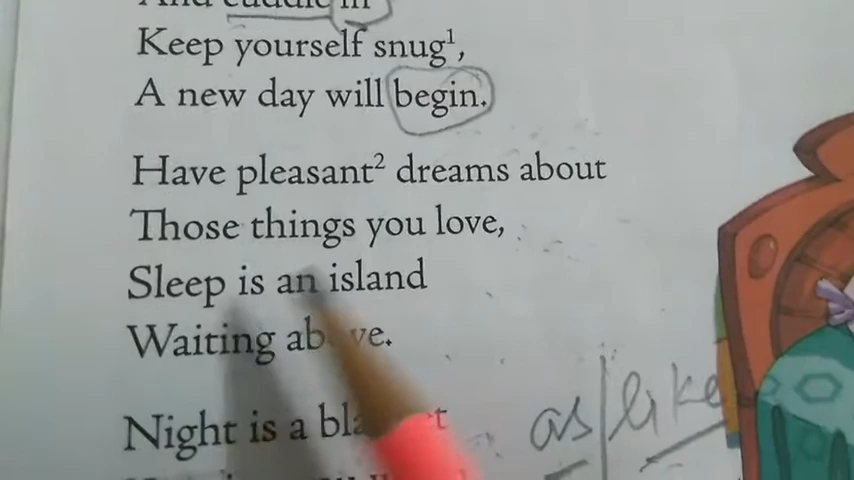 Keep yourself snug¹,
A new day will begin.
Have pleasant² dreams about
Those things you love,
Sleep is an island
Waiting
Night is a
as|like